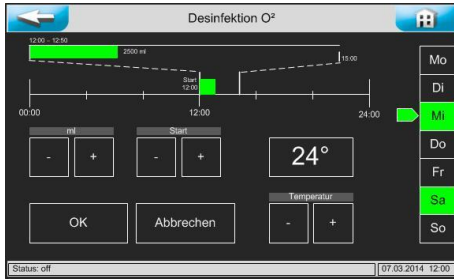 Desinfektion O²
12:00 - 12:50
2500 ml
15:00
Start
12:00
00:00 12:00 24:00
ml Start
- + - +
24°
Temperatur
- +
OK Abbrechen
Mo
Di
Mi
Do
Fr
Sa
So
Status: off 07.03.2014 12:00